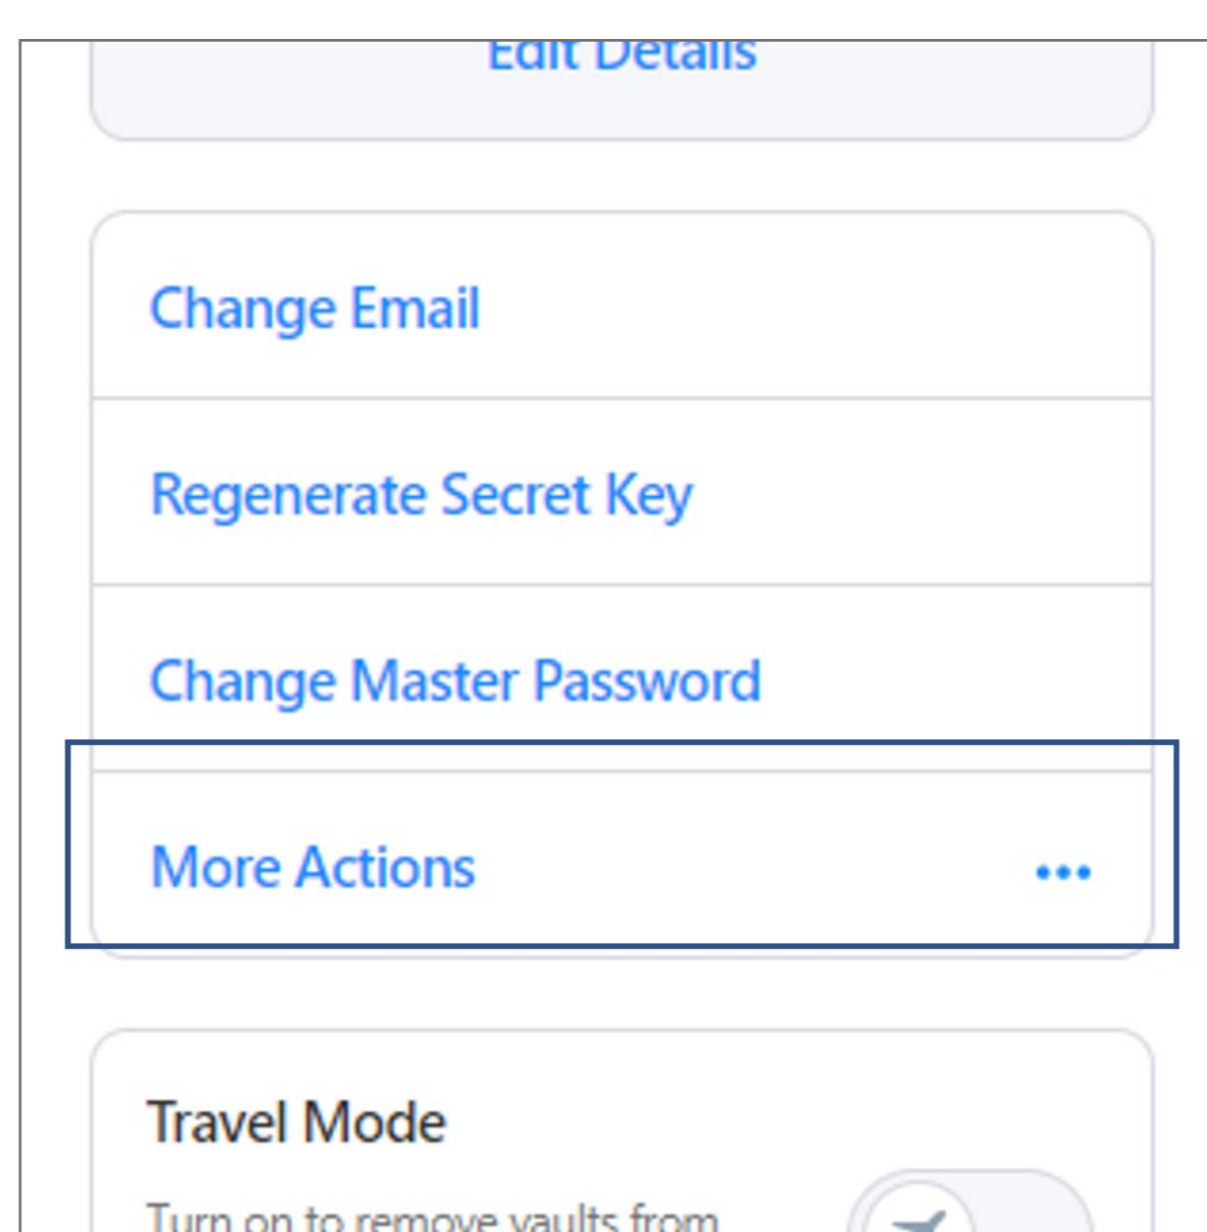 Edit Details
Change Email
Regenerate Secret Key
Change Master Password
More Actions
Travel Mode
Turn on to remove vaults from